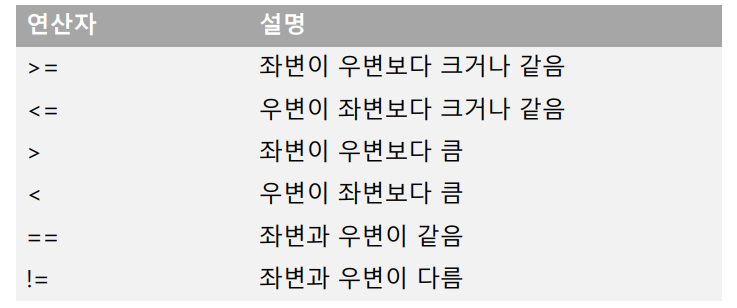 연산자 설명
>= 좌변이 우변보다 크거나 같음
<= 우변이 좌변보다 크거나 같음
> 좌변이 우변보다 큼
< 우변이 좌변보다 큼
== 좌변과 우변이 같음
!= 좌변과 우변이 다름